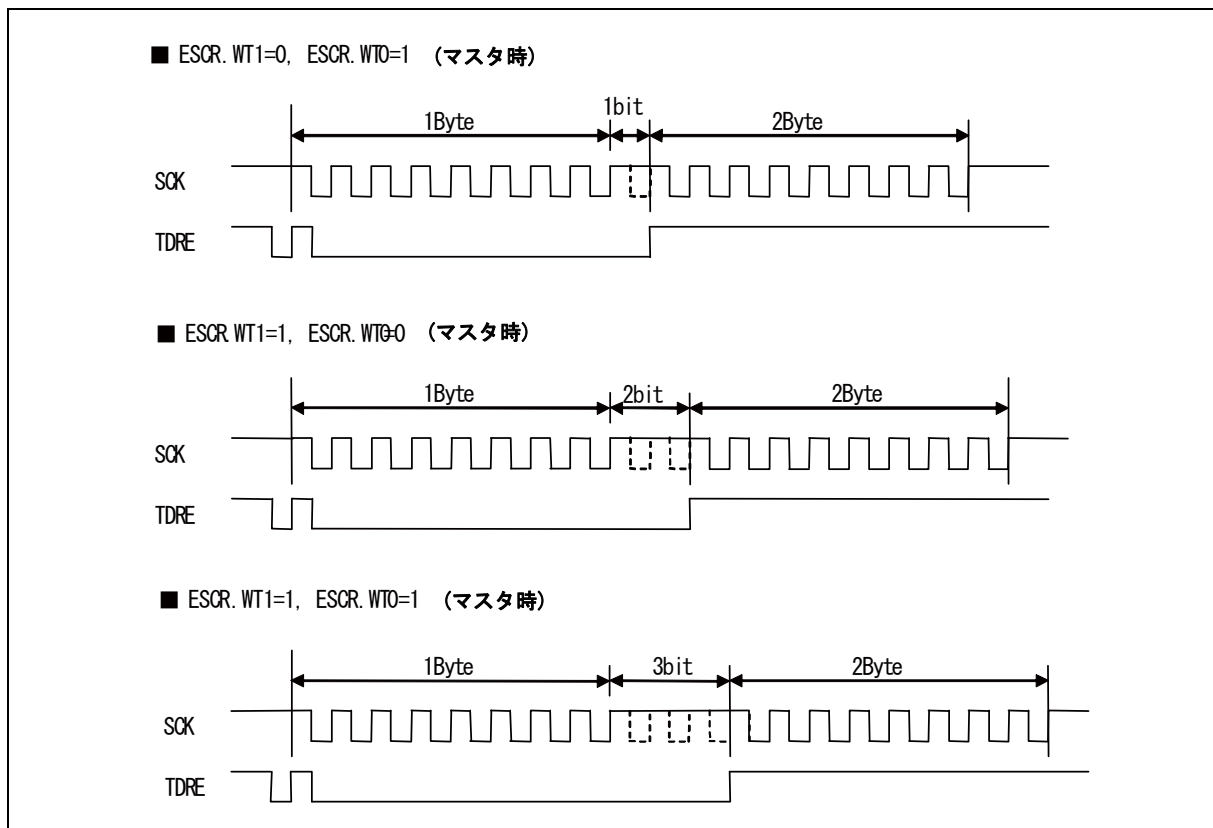 ■ ESCR. WT1=0, ESCR. WT0=1 (マスタ時)
1Byte 1bit 2Byte
SCK
TDRE
■ ESCR. WT1=1, ESCR. WT0=0 (マスタ時)
1Byte 2bit 2Byte
SCK
TDRE
■ ESCR. WT1=1, ESCR. WT0=1 (マスタ時)
1Byte 3bit 2Byte
SCK
TDRE